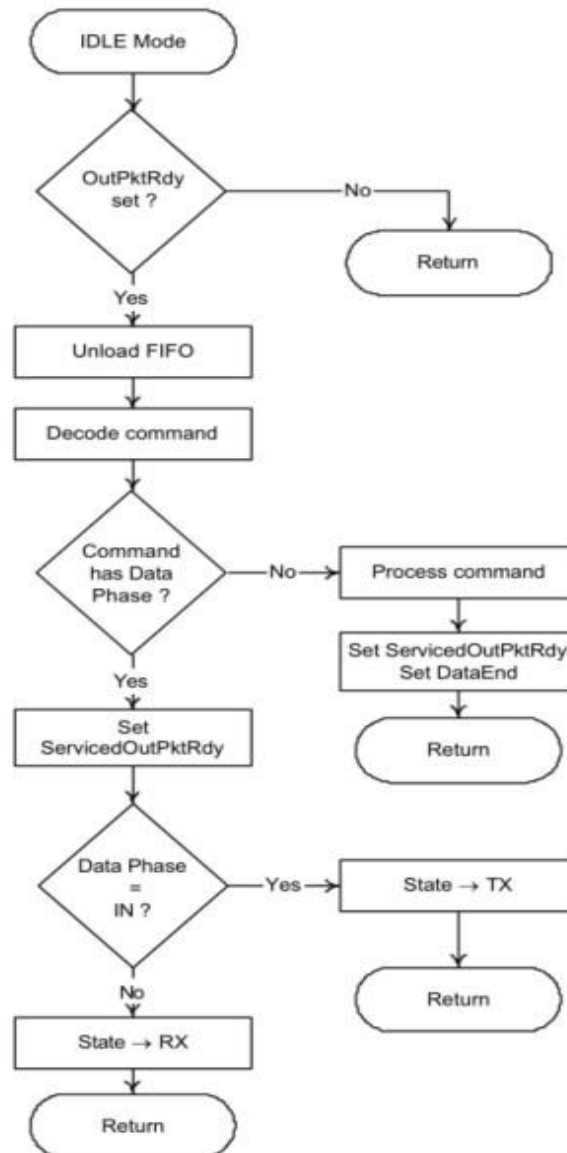 IDLE Mode
OutPktRdy
set ?
No
Return
Yes
Unload FIFO
Decode command
Command
has Data
Phase ?
No
Process command
Set ServicedOutPktRdy
Set DataEnd
Return
Yes
Set
ServicedOutPktRdy
Data Phase
=
IN ?
Yes
State → TX
Return
No
State → RX
Return